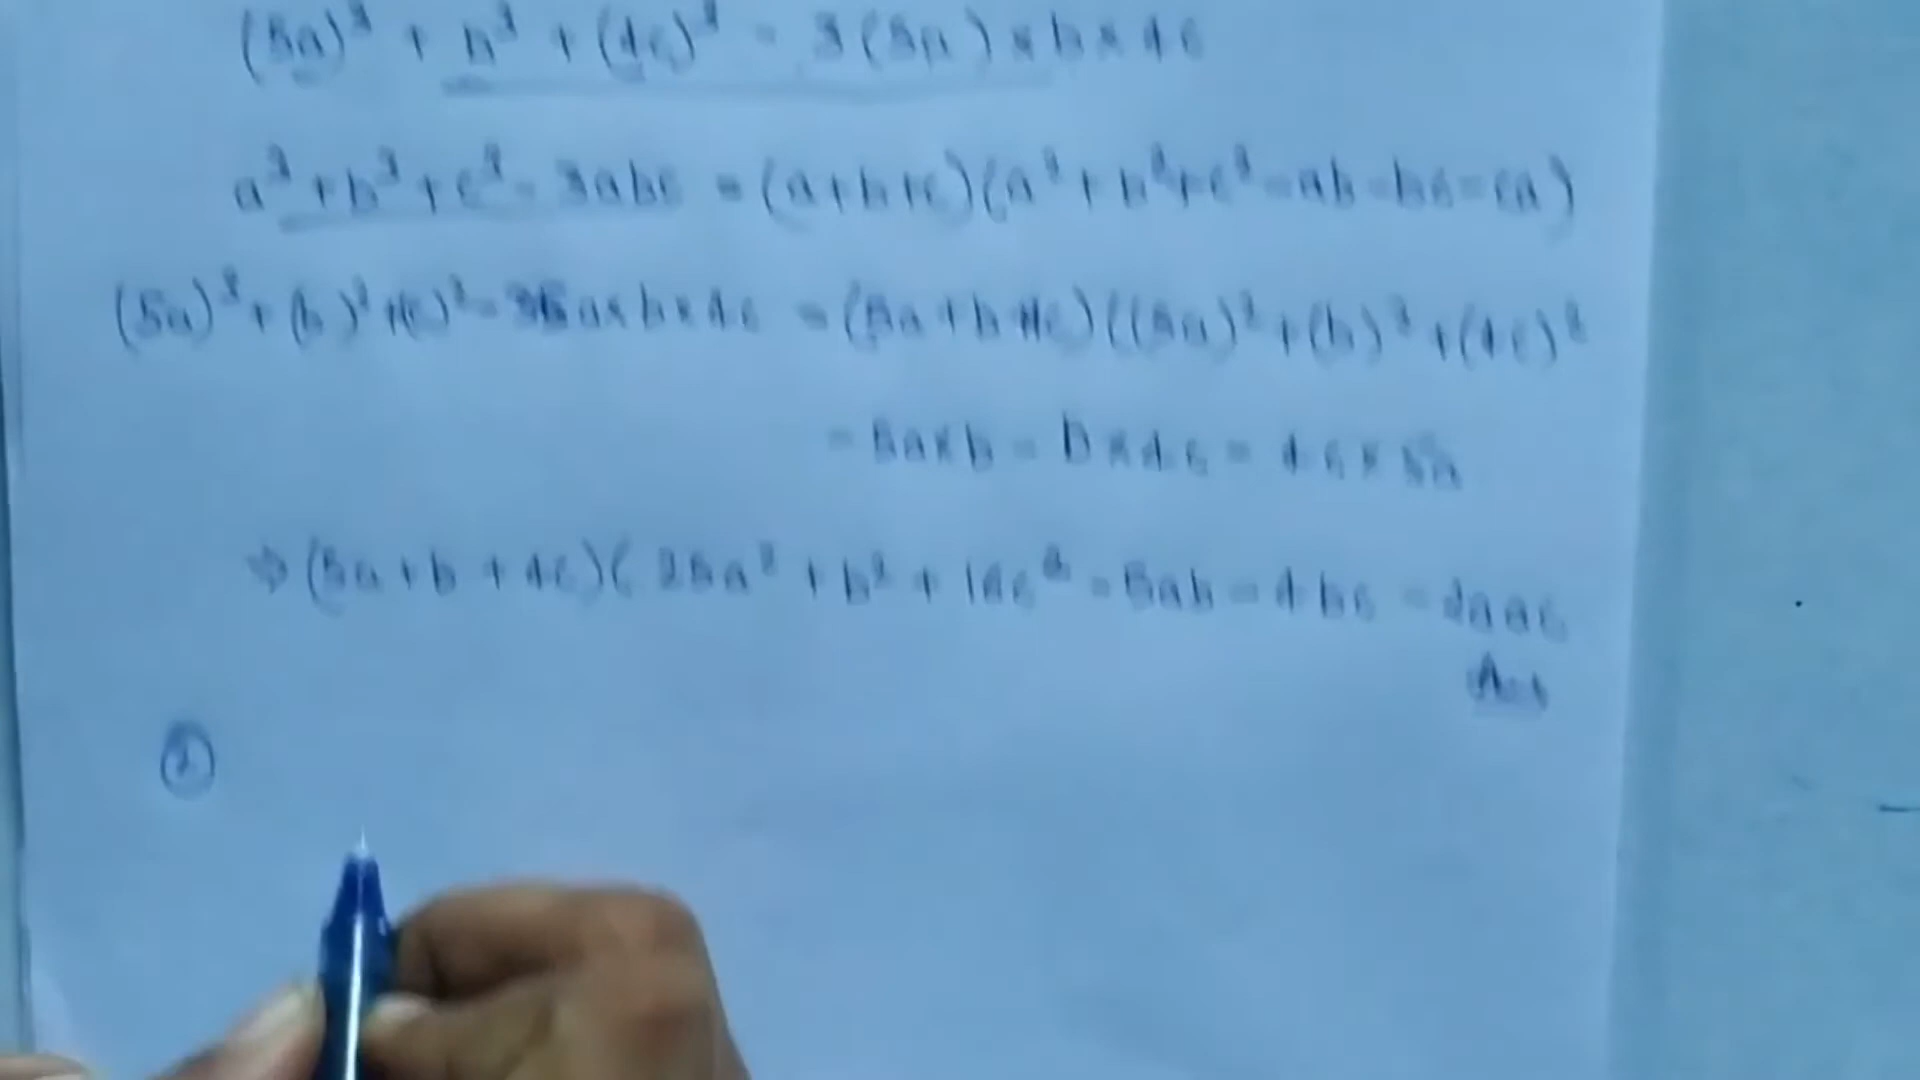 (5a)³ + b³ + (4c)³ - 3(5a) × b × 4c
a³ + b³ + c³ - 3abc = (a+b+c)(a² + b² + c² - ab - bc - ca)
(5a)³ + (b)³ + (4c)³ - 3 5a × b × 4c = (5a + b + 4c)((5a)² + (b)² + (4c)²
- 5a × b - b × 4c - 4c × 5a
⇒ (5a + b + 4c)(25a² + b² + 16c² - 5ab - 4bc - 20ac
Ans
②